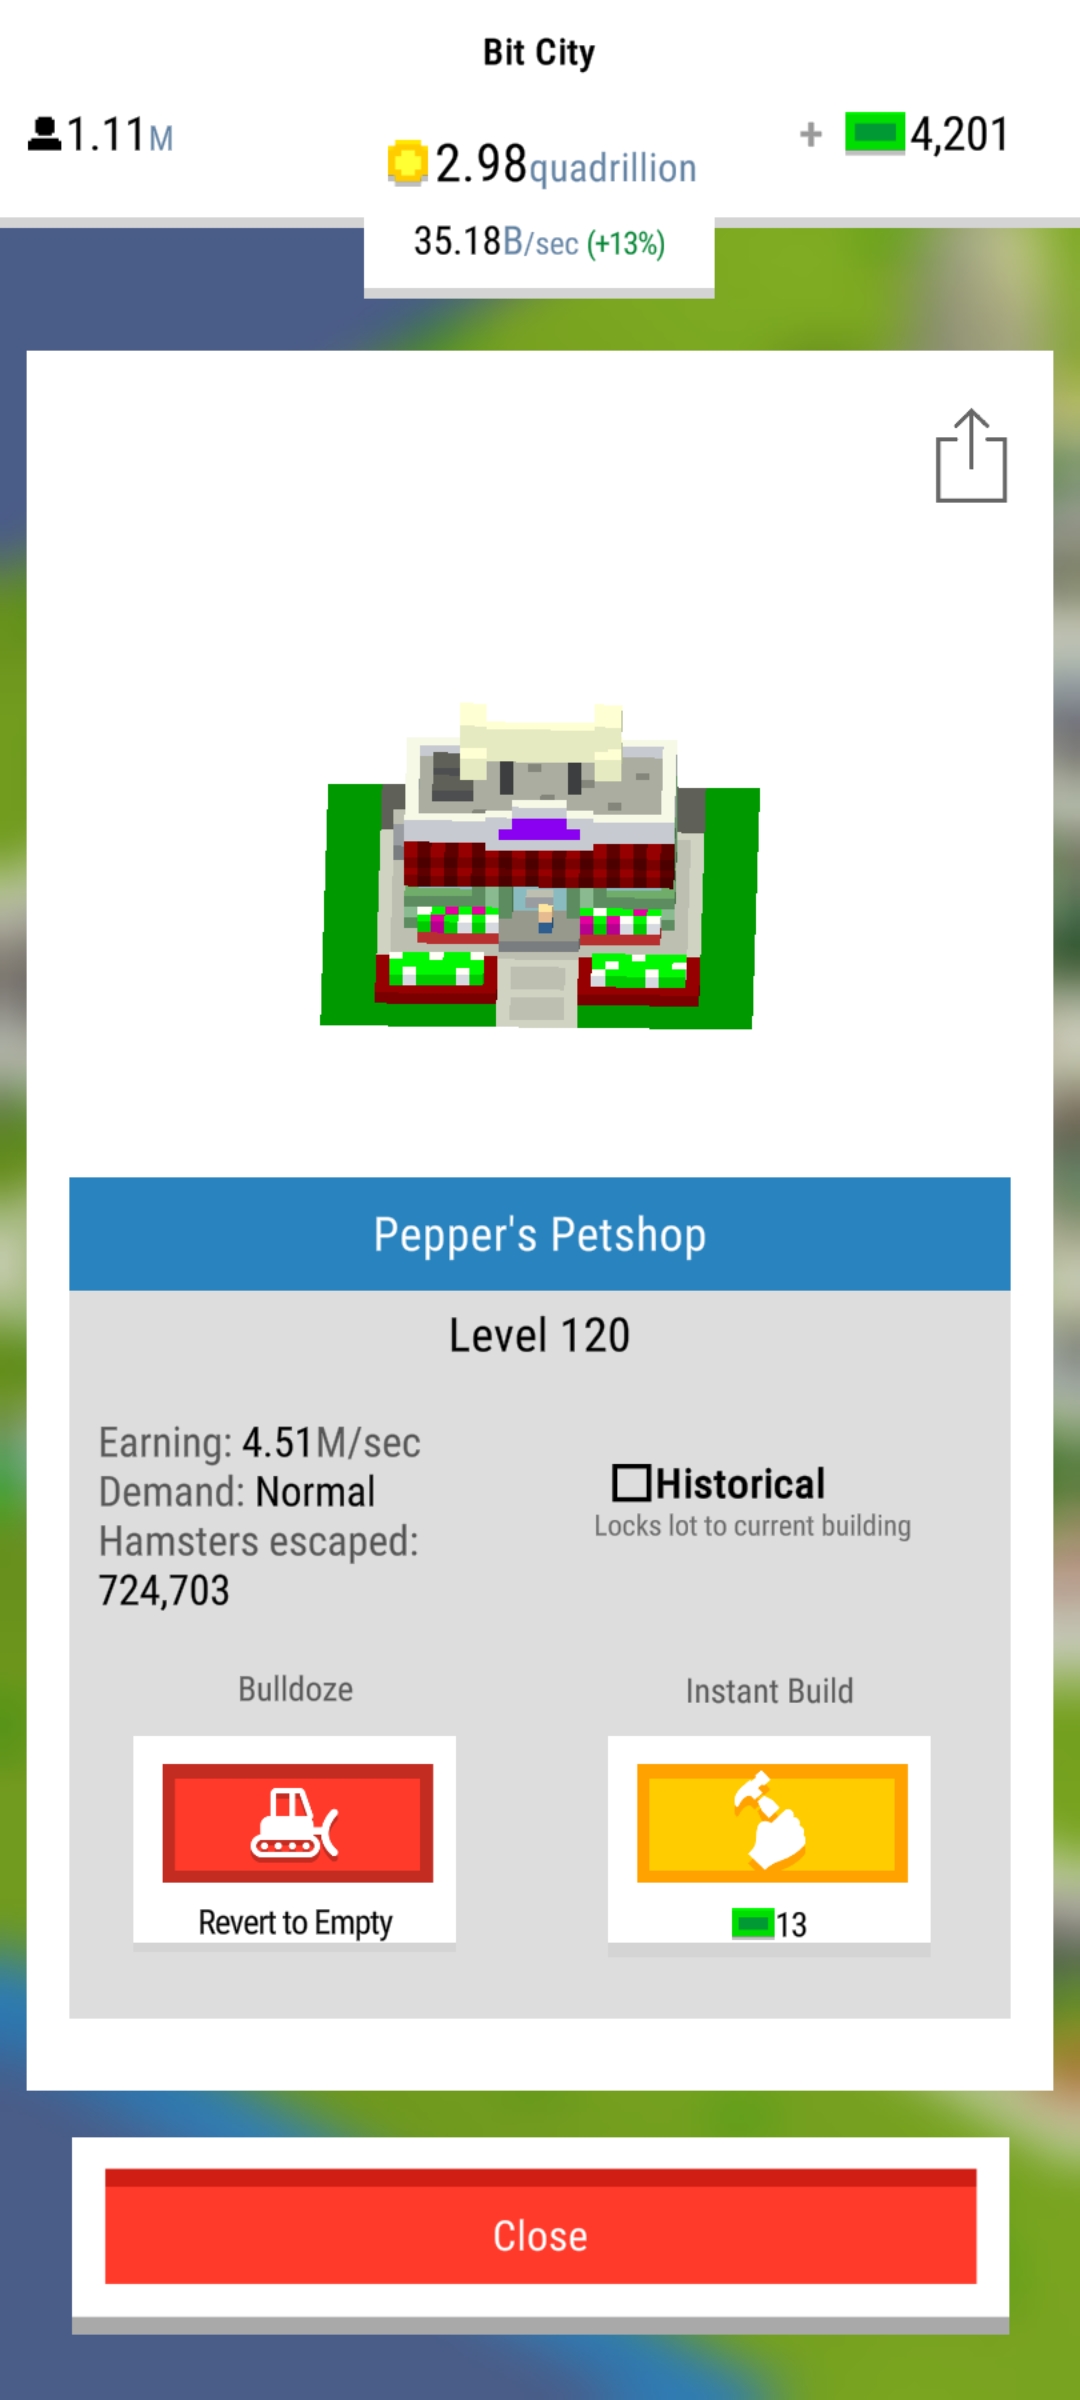 Bit City
1.11M
2.98quadrillion
+ 4,201
35.18B/sec (+13%)
Pepper's Petshop
Level 120
Earning: 4.51M/sec
Demand: Normal
Hamsters escaped:
724,703
Historical
Locks lot to current building
Bulldoze
Instant Build
Revert to Empty
13
Close